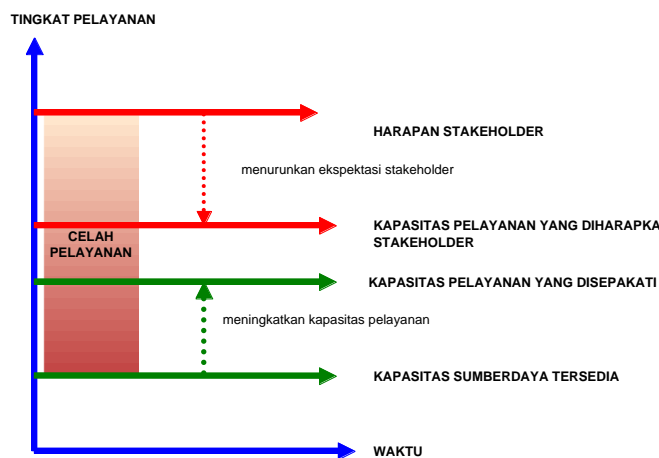 TINGKAT PELAYANAN
HARAPAN STAKEHOLDER
menurunkan ekspektasi stakeholder
KAPASITAS PELAYANAN YANG DIHARAPKA
STAKEHOLDER
CELAH
PELAYANAN
KAPASITAS PELAYANAN YANG DISEPAKATI
meningkatkan kapasitas pelayanan
KAPASITAS SUMBERDAYA TERSEDIA
WAKTU